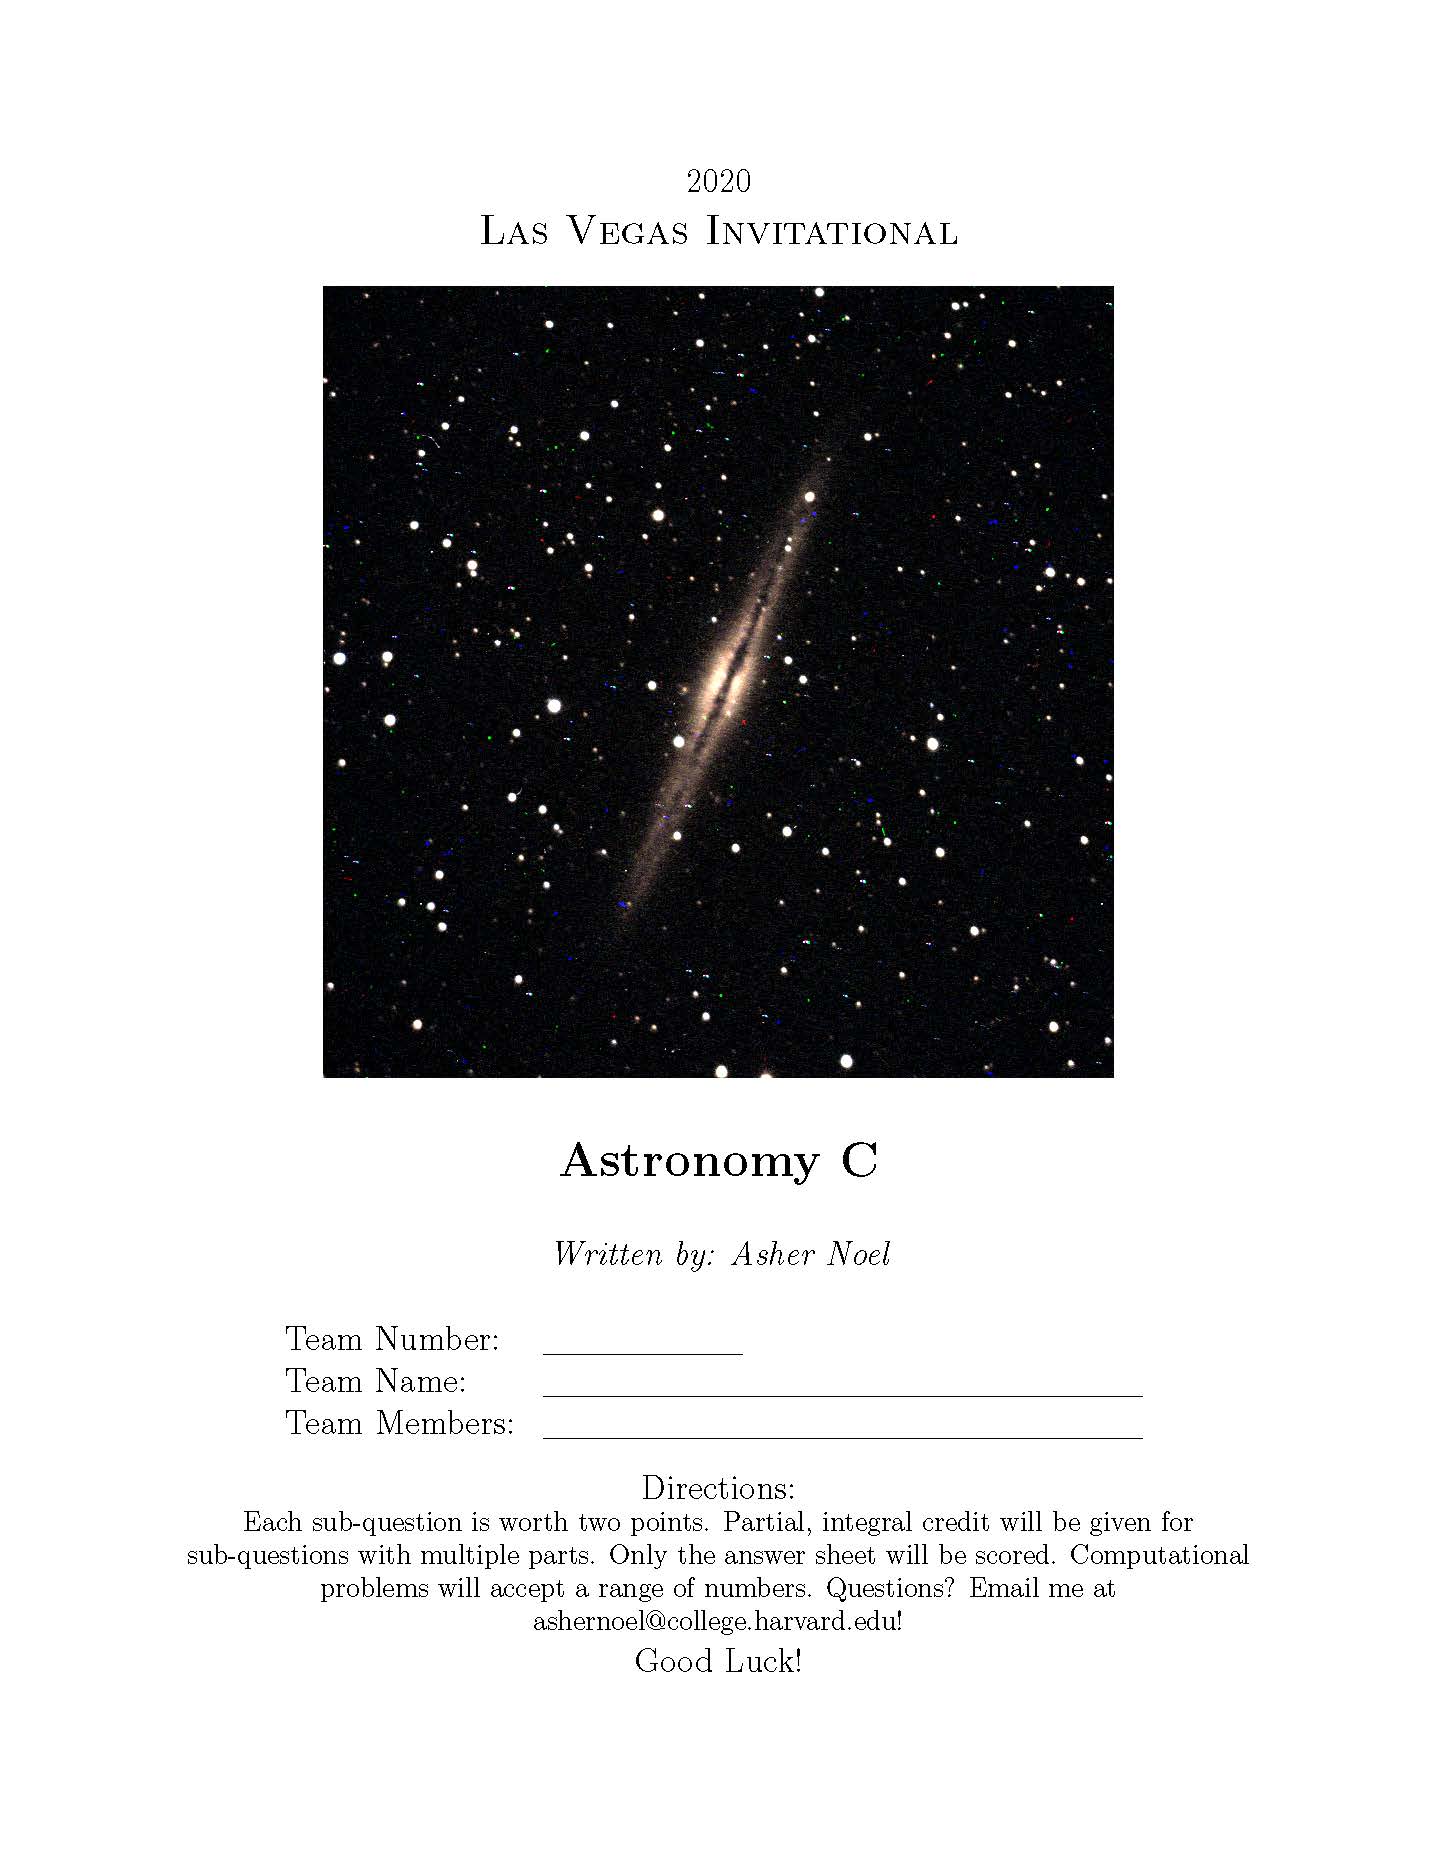 2020
Las Vegas Invitational
Astronomy C
Written by: Asher Noel
Team Number:
Team Name:
Team Members:
Directions:
Each sub-question is worth two points. Partial, integral credit will be given for
sub-questions with multiple parts. Only the answer sheet will be scored. Computational
problems will accept a range of numbers. Questions? Email me at
ashernoel@college.harvard.edu!
Good Luck!